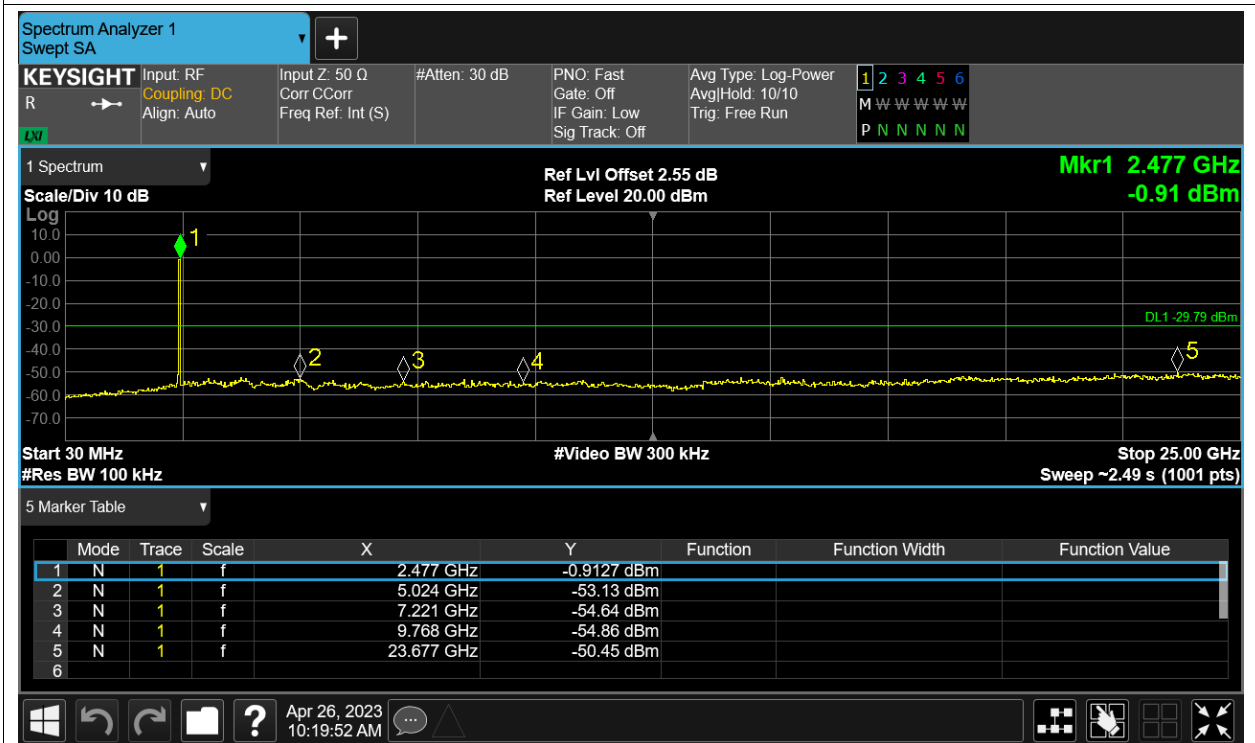 Spectrum Analyzer 1
Swept SA
KEYSIGHT
R
LXI
Input: RF
Coupling: DC
Align: Auto
Input Z: 50 Ω
Corr CCorr
Freq Ref: Int (S)
#Atten: 30 dB
PNO: Fast
Gate: Off
IF Gain: Low
Sig Track: Off
Avg Type: Log-Power
Avg|Hold: 10/10
Trig: Free Run
1 2 3 4 5 6
M W W W W W
P N N N N N
1 Spectrum
Scale/Div 10 dB
Ref Lvl Offset 2.55 dB
Ref Level 20.00 dBm
Mkr1 2.477 GHz
-0.91 dBm
Log
10.0
0.00
-10.0
-20.0
-30.0
-40.0
-50.0
-60.0
-70.0
1
2
3
4
5
DL1 -29.79 dBm
Start 30 MHz
#Res BW 100 kHz
#Video BW 300 kHz
Stop 25.00 GHz
Sweep ~2.49 s (1001 pts)
5 Marker Table
Mode Trace Scale X Y Function Function Width Function Value
1 N 1 f 2.477 GHz -0.9127 dBm
2 N 1 f 5.024 GHz -53.13 dBm
3 N 1 f 7.221 GHz -54.64 dBm
4 N 1 f 9.768 GHz -54.86 dBm
5 N 1 f 23.677 GHz -50.45 dBm
6
?
Apr 26, 2023
10:19:52 AM